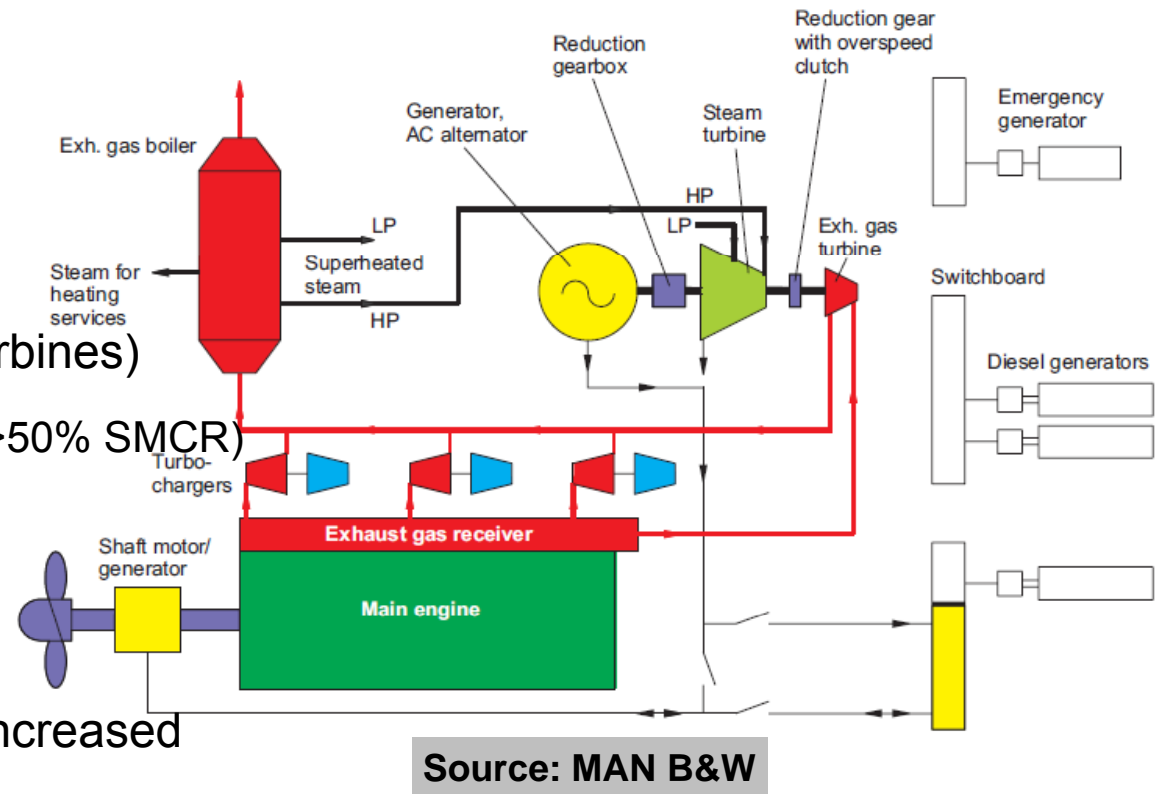 Reduction
gearbox
Reduction gear
with overspeed
clutch
Generator,
AC alternator
Steam
turbine
Emergency
generator
Exh. gas boiler
HP
LP
LP
Exh. gas
turbine
Steam for
heating
services
Superheated
steam
HP
Switchboard
rbines)
Diesel generators
>50% SMCR)
Turbo-
chargers
Exhaust gas receiver
Shaft motor/
generator
Main engine
ncreased
Source: MAN B&W